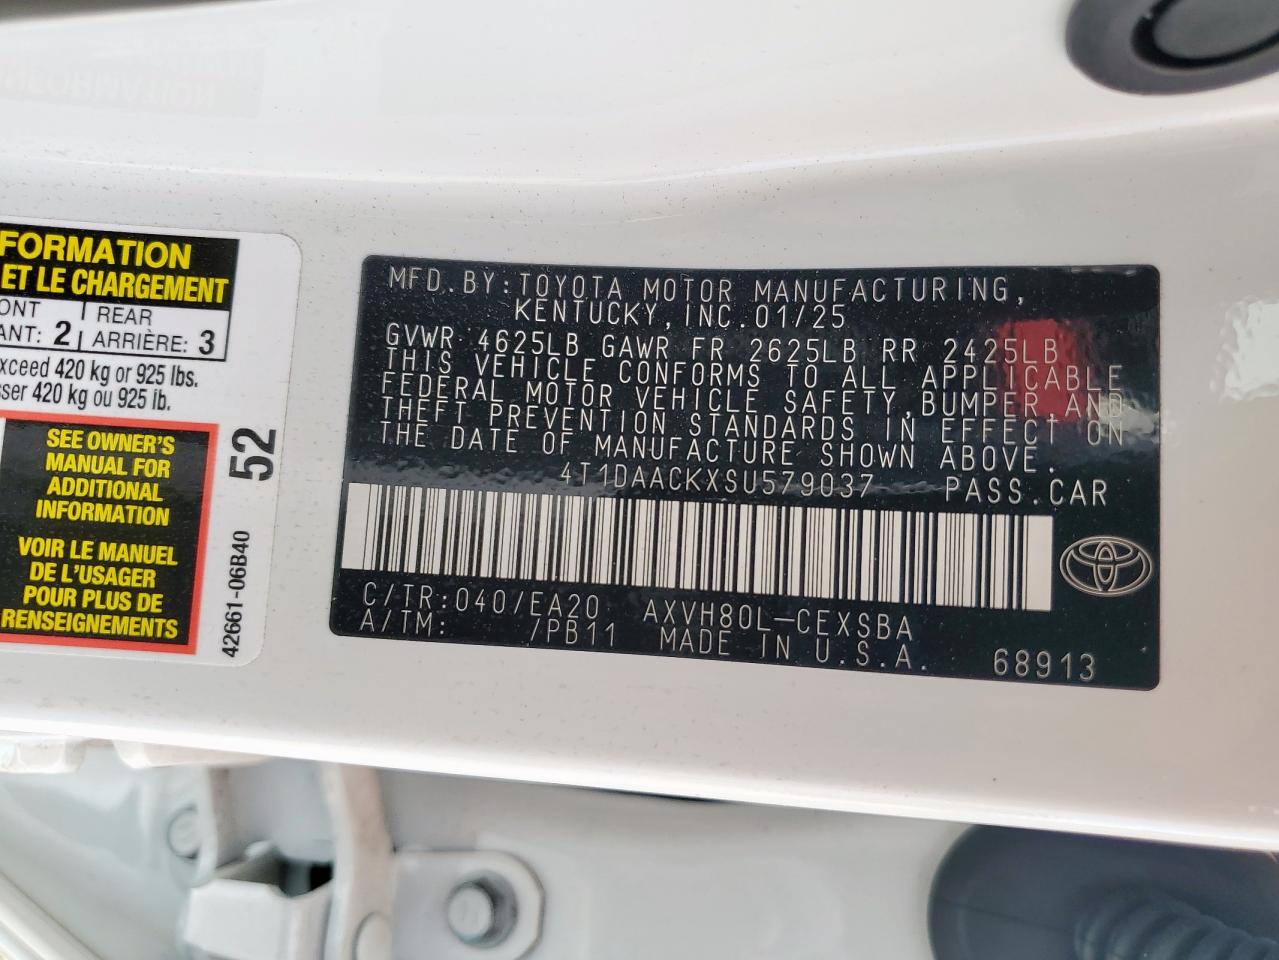 FORMATION
ET LE CHARGEMENT
ONT | REAR
ANT: 2 | ARRIÈRE: 3
xceed 420 kg or 925 lbs.
sser 420 kg ou 925 lb.
SEE OWNER'S
MANUAL FOR
ADDITIONAL
INFORMATION
VOIR LE MANUEL
DE L'USAGER
POUR PLUS DE
RENSEIGNEMENTS
52
42661-06B40
MFD.BY:TOYOTA MOTOR MANUFACTURING,
KENTUCKY,INC.01/25
GVWR 4625LB GAWR FR 2625LB RR 2425LB
THIS VEHICLE CONFORMS TO ALL APPLICABLE
FEDERAL MOTOR VEHICLE SAFETY,BUMPER,AND
THEFT PREVENTION STANDARDS IN EFFECT ON
THE DATE OF MANUFACTURE SHOWN ABOVE.
4T1DAACKXSU579037 PASS.CAR
C/TR:040/EA20 AXVH80L-CEXSBA
A/TM: /PB11 MADE IN U.S.A. 68913